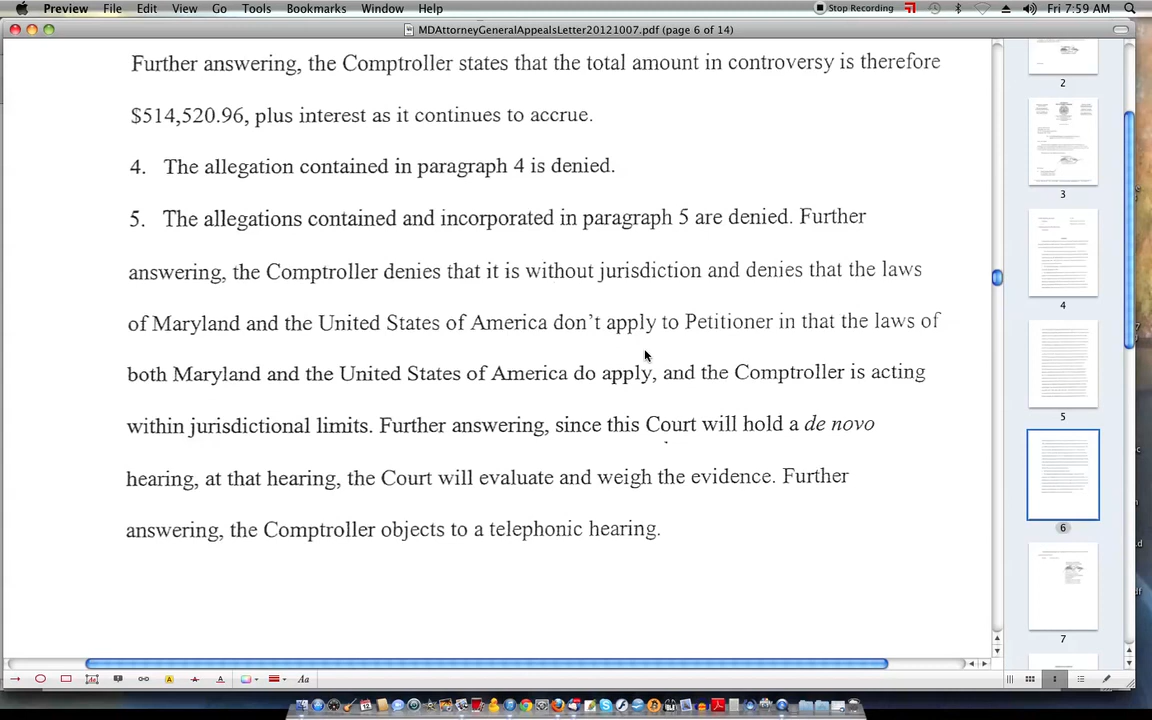 Preview File Edit View Go Tools Bookmarks Window Help Stop Recording Fri 7:59 AM
MDAttorneyGeneralAppealsLetter20121007.pdf (page 6 of 14)
Further answering, the Comptroller states that the total amount in controversy is therefore
$514,520.96, plus interest as it continues to accrue.
4. The allegation contained in paragraph 4 is denied.
5. The allegations contained and incorporated in paragraph 5 are denied. Further
answering, the Comptroller denies that it is without jurisdiction and denies that the laws
of Maryland and the United States of America don't apply to Petitioner in that the laws of
both Maryland and the United States of America do apply, and the Comptroller is acting
within jurisdictional limits. Further answering, since this Court will hold a de novo
hearing, at that hearing, the Court will evaluate and weigh the evidence. Further
answering, the Comptroller objects to a telephonic hearing.
2
3
4
5
6
7
Aa